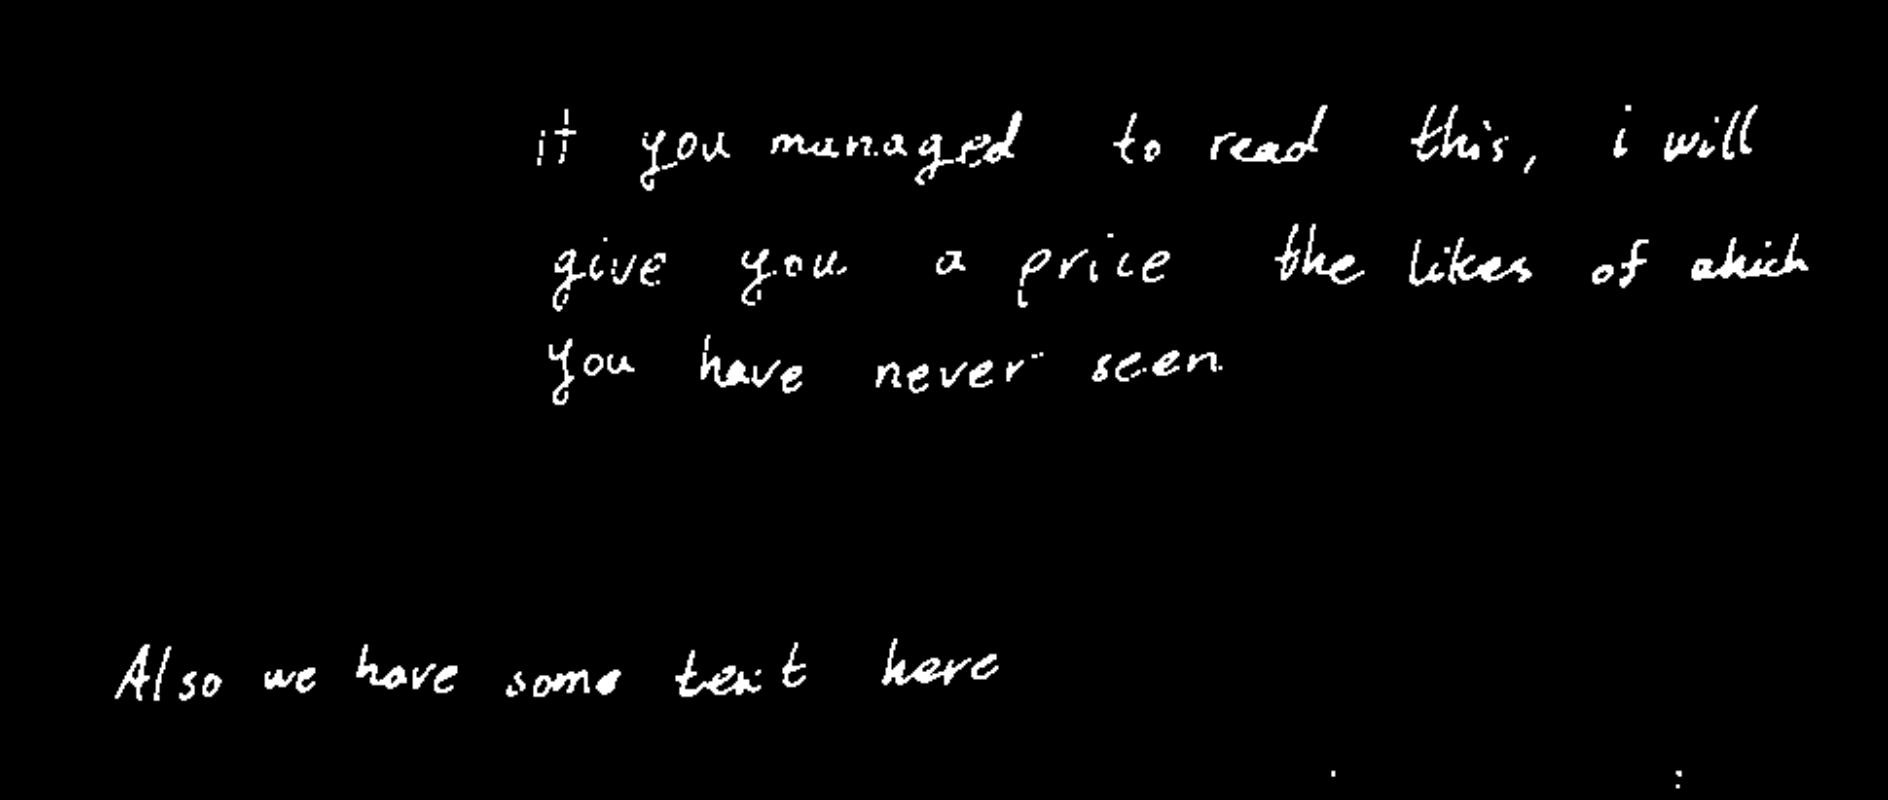 if you managed to read this, i will
give you a price the likes of which
you have never seen
Also we have some text here